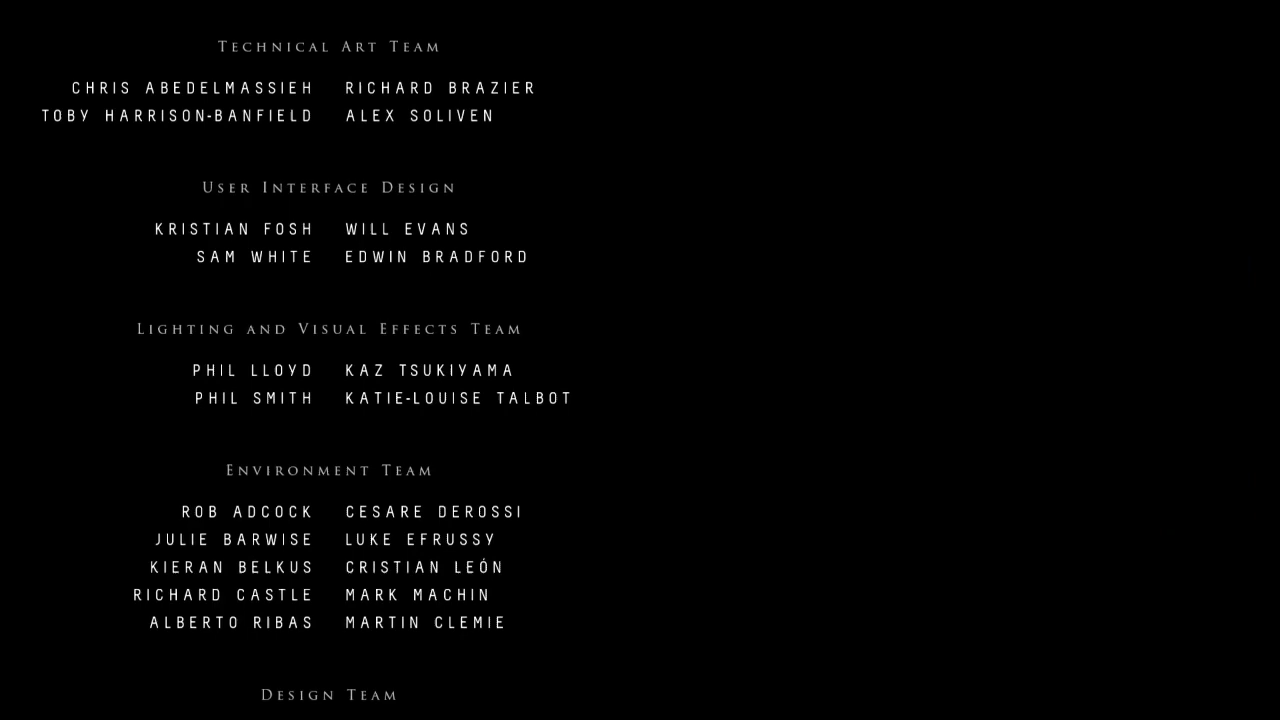 Technical Art Team
CHRIS ABEDELMASSIEH RICHARD BRAZIER
TOBY HARRISON-BANFIELD ALEX SOLIVEN
User Interface Design
KRISTIAN FOSH WILL EVANS
SAM WHITE EDWIN BRADFORD
Lighting and Visual Effects Team
PHIL LLOYD KAZ TSUKIYAMA
PHIL SMITH KATIE-LOUISE TALBOT
Environment Team
ROB ADCOCK CESARE DEROSSI
JULIE BARWISE LUKE EFRUSSY
KIERAN BELKUS CRISTIAN LEÓN
RICHARD CASTLE MARK MACHIN
ALBERTO RIBAS MARTIN CLEMIE
Design Team